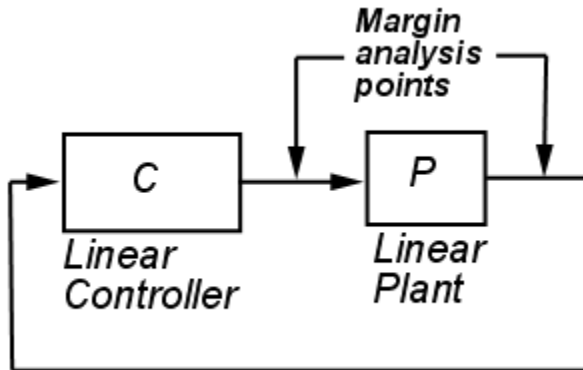 Margin
analysis
points
C
P
Linear
Controller
Linear
Plant